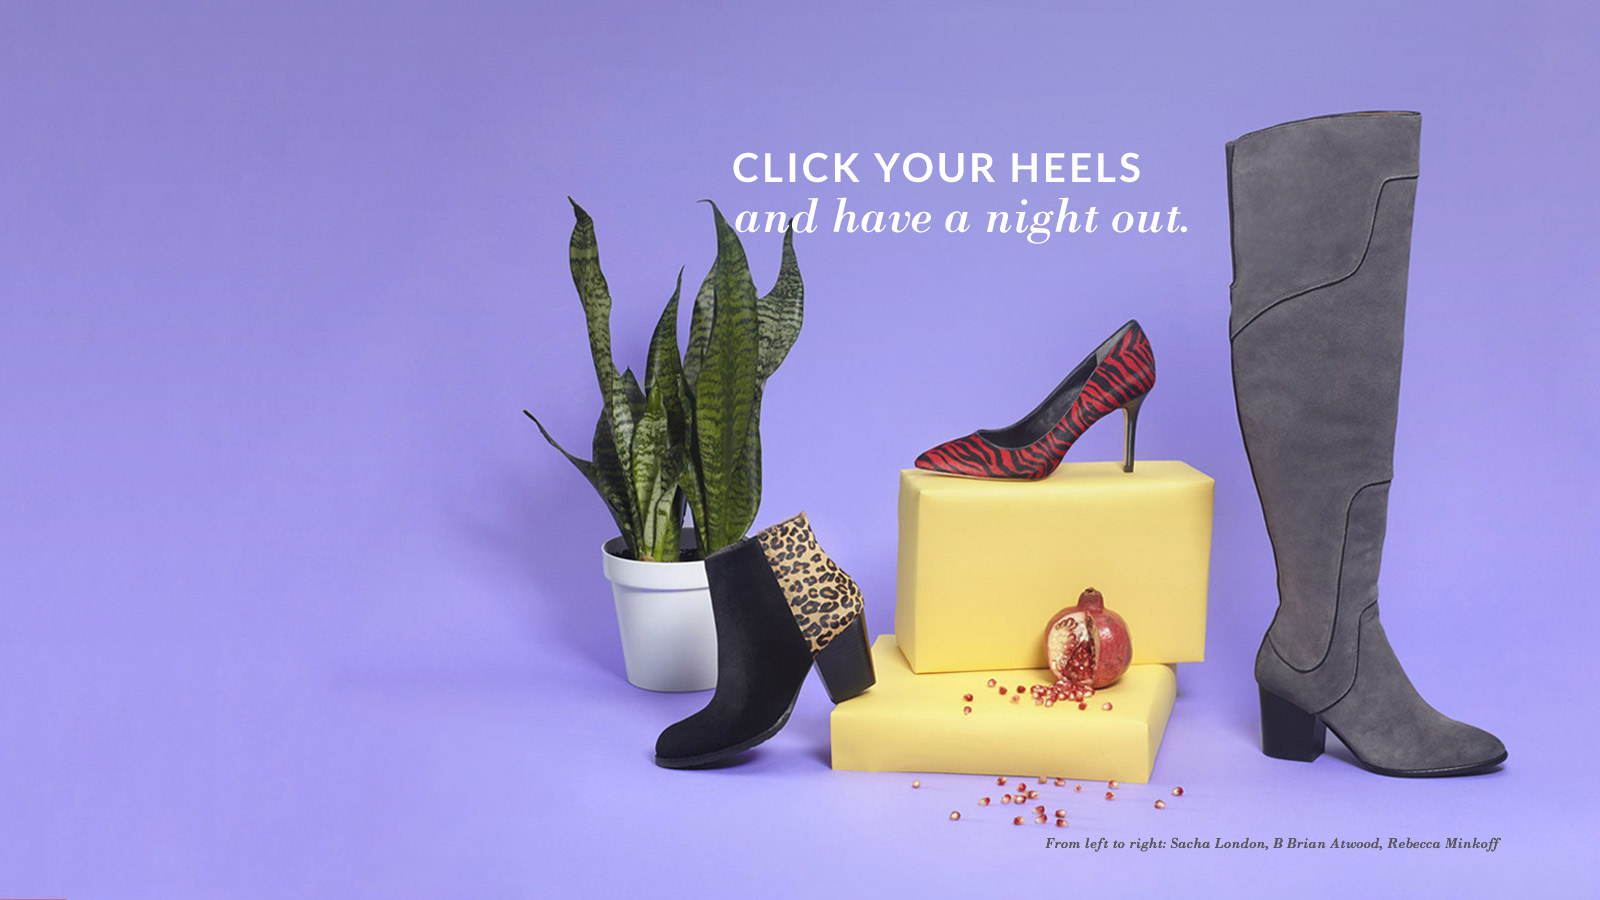 CLICK YOUR HEELS
and have a night out.
From left to right: Sacha London, B Brian Atwood, Rebecca Minkoff